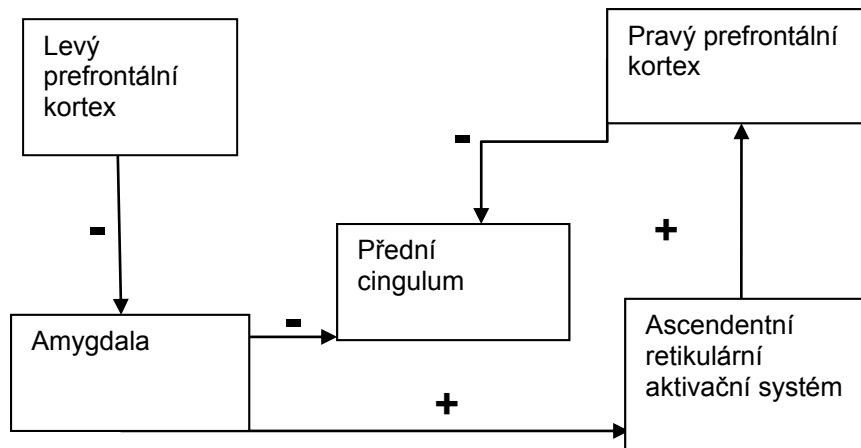 Levý
prefrontální
kortex
Pravý prefrontální
kortex
-
-
+
Přední
cingulum
Amygdala
-
Ascendentní
retikulární
aktivační systém
+